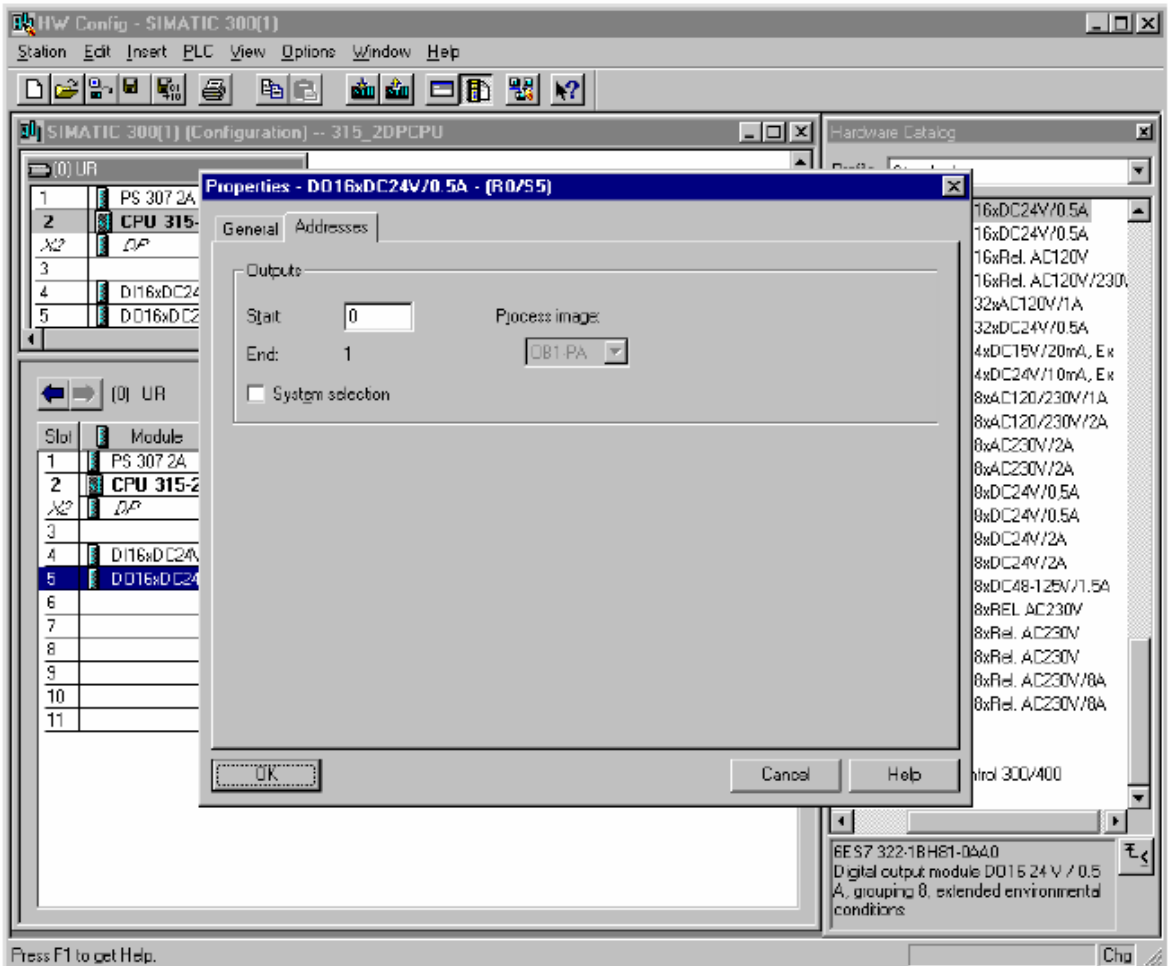 HW Config - SIMATIC 300(1)
Station Edit Insert PLC View Options Window Help
SIMATIC 300(1) (Configuration) -- 315_2DPCPU
(0) UR
1 PS 307 2A
2 CPU 315-
X2 DP
3
4 DI16xDC24
5 DO16xDC2
Properties - DO16xDC24V/0.5A - (R0/S5)
General Addresses
Outputs
Start: 0 Process image:
End: 1 OB1-PA
System selection
OK Cancel Help
(0) UR
Slot Module
1 PS 307 2A
2 CPU 315-2
X2 DP
3
4 DI16xDC24V
5 DO16xDC24
6
7
8
9
10
11
Hardware Catalog
16xDC24V/0.5A
16xDC24V/0.5A
16xRel. AC120V
16xRel. AC120V/230V
32xAC120V/1A
32xDC24V/0.5A
4xDC15V/20mA, Ex
4xDC24V/10mA, Ex
8xAC120/230V/1A
8xAC120/230V/2A
8xAC230V/2A
8xAC230V/2A
8xDC24V/0,5A
8xDC24V/0.5A
8xDC24V/2A
8xDC24V/2A
8xDC48-125V/1.5A
8xREL AC230V
8xRel. AC230V
8xRel. AC230V
8xRel. AC230V/8A
8xRel. AC230V/8A
ntrol 300/400
6ES7 322-1BH81-0AA0
Digital output module DO16 24 V / 0.5
A, grouping 8, extended environmental
conditions
Press F1 to get Help.
Chg